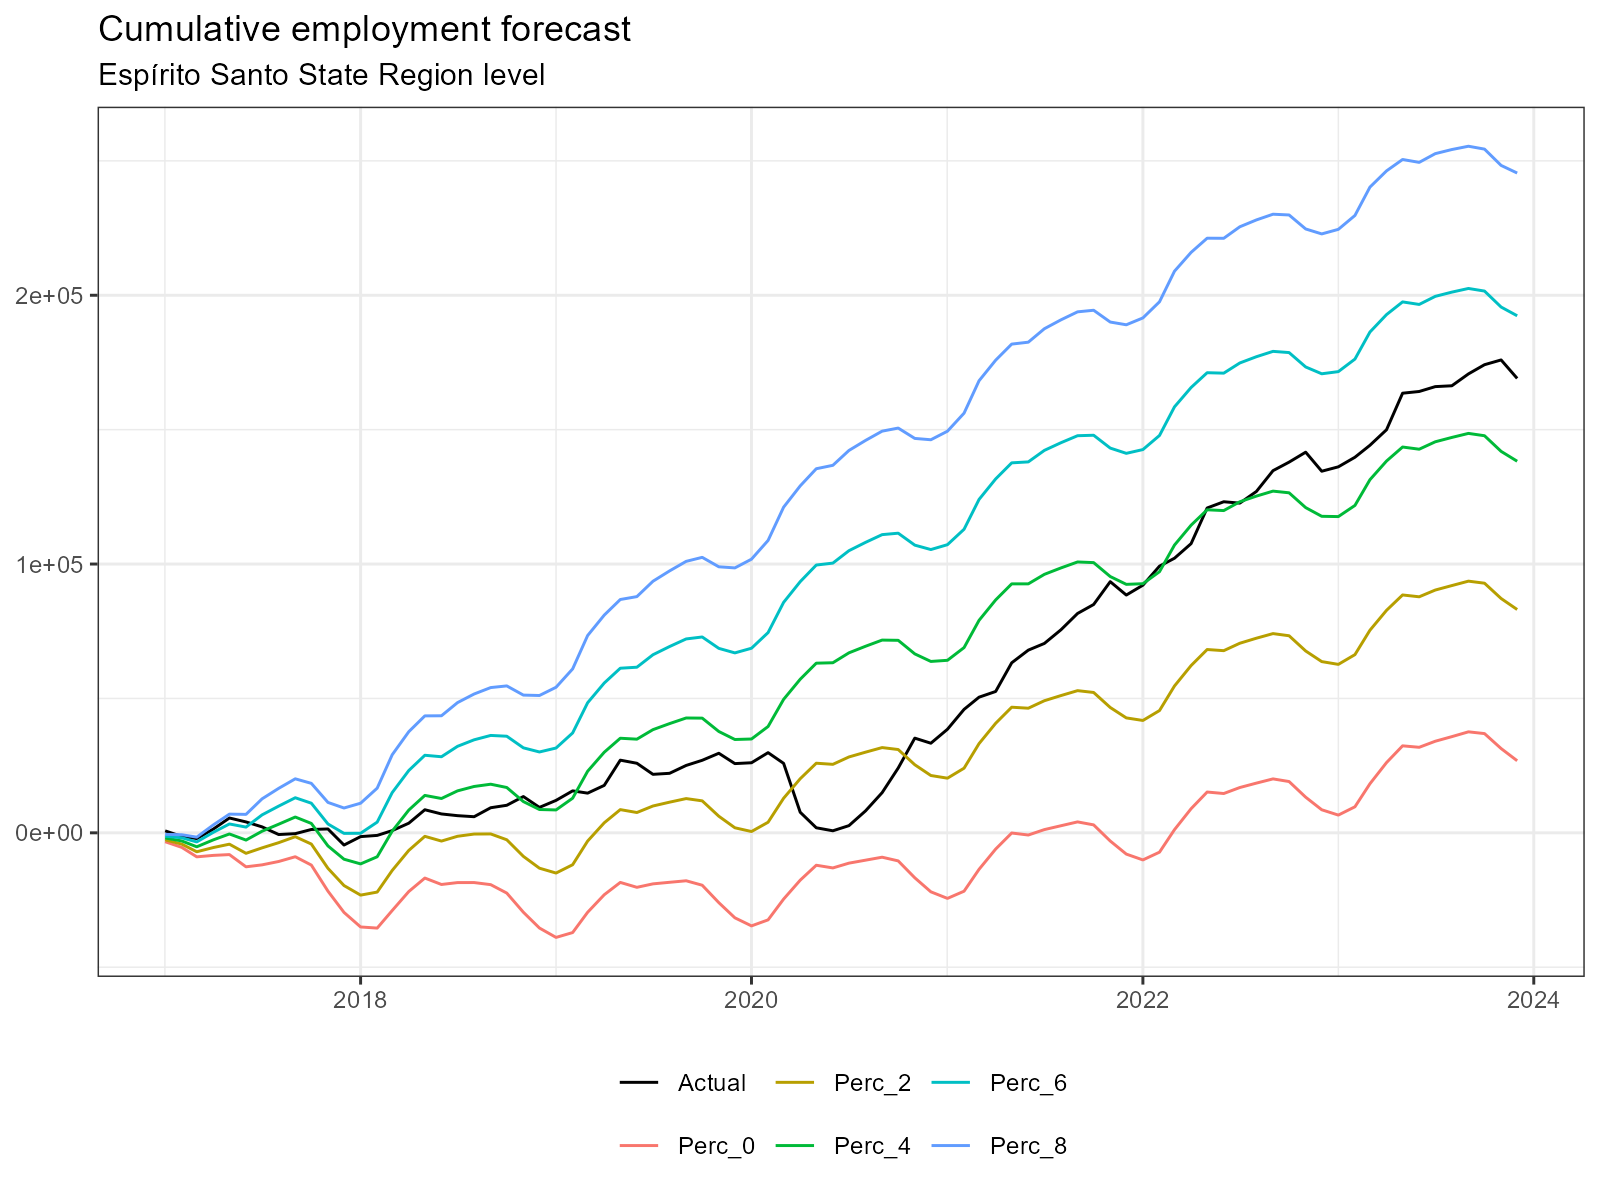 Cumulative employment forecast
Espírito Santo State Region level
2e+05
1e+05
0e+00
2018 2020 2022 2024
Actual Perc_2 Perc_6
Perc_0 Perc_4 Perc_8